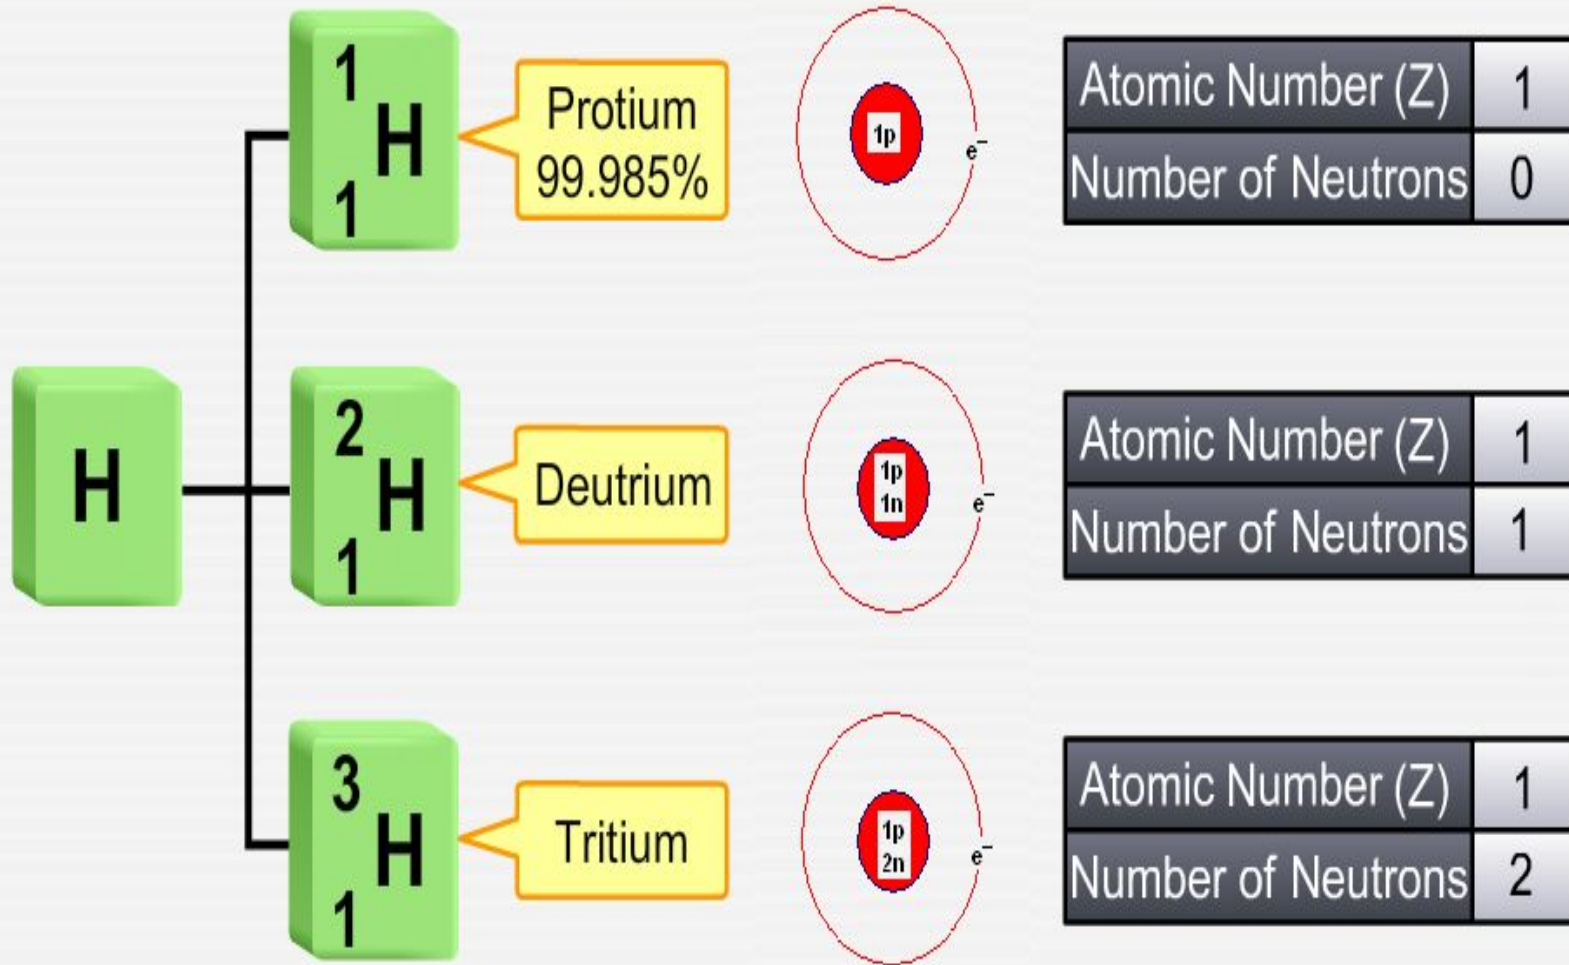 1
H
1
Protium
99.985%
1p
e⁻
Atomic Number (Z) 1
Number of Neutrons 0
H
2
H
1
Deutrium
1p
1n
e⁻
Atomic Number (Z) 1
Number of Neutrons 1
3
H
1
Tritium
1p
2n
e⁻
Atomic Number (Z) 1
Number of Neutrons 2